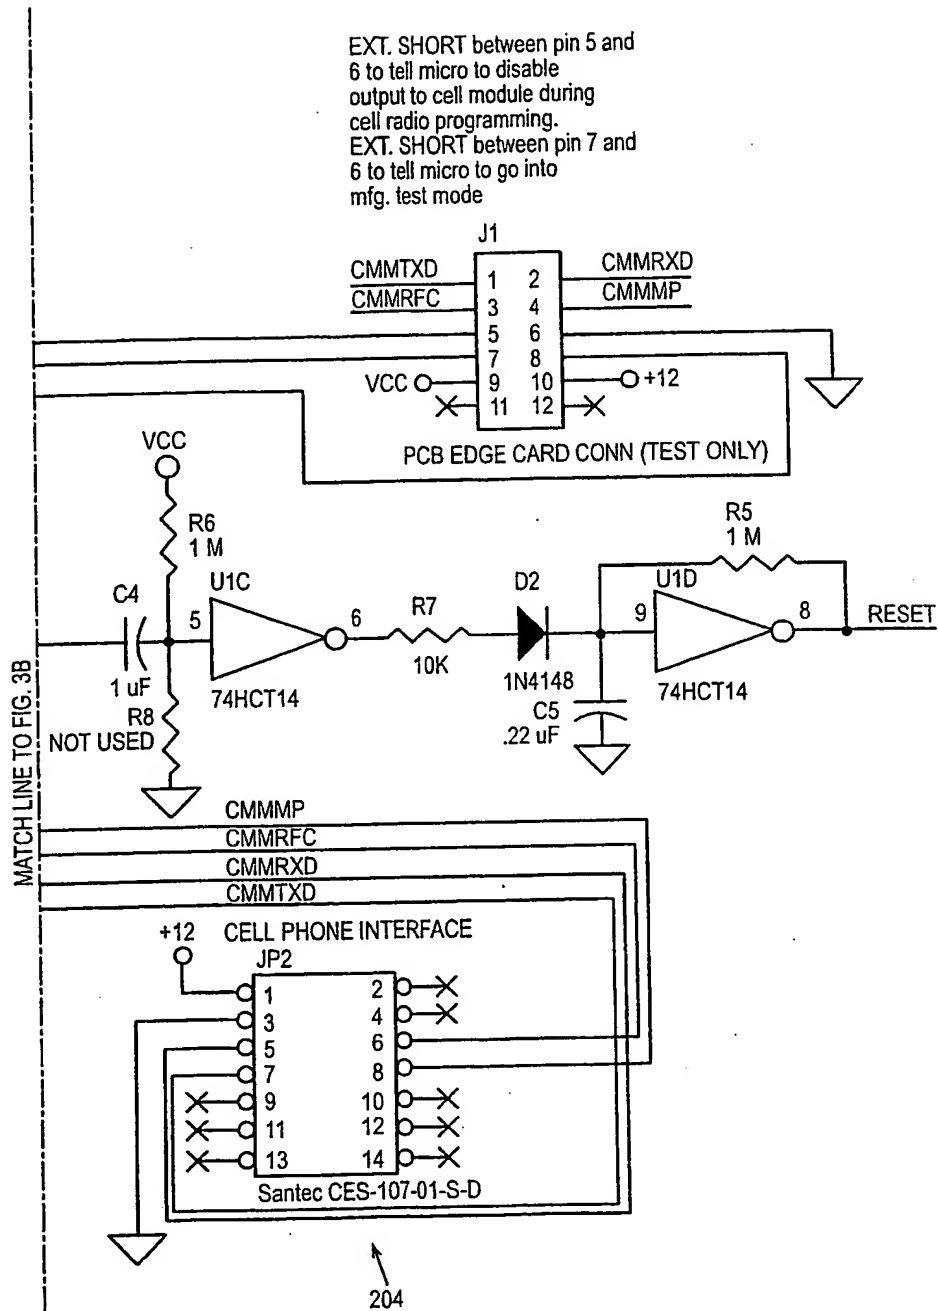 EXT. SHORT between pin 5 and
6 to tell micro to disable
output to cell module during
cell radio programming.
EXT. SHORT between pin 7 and
6 to tell micro to go into
mfg. test mode
J1
CMMTXD 1 2 CMMRXD
CMMRFC 3 4 CMMMP
5 6
7 8
VCC 9 10 +12
11 12
PCB EDGE CARD CONN (TEST ONLY)
VCC
R6
1 M
R5
1 M
C4
U1C
D2
U1D
5
6
R7
9
8
RESET
1 uF
74HCT14
10K
1N4148
74HCT14
R8
NOT USED
C5
.22 uF
MATCH LINE TO FIG. 3B
CMMMP
CMMRFC
CMMRXD
CMMTXD
+12 CELL PHONE INTERFACE
JP2
1 2
3 4
5 6
7 8
9 10
11 12
13 14
Santec CES-107-01-S-D
204